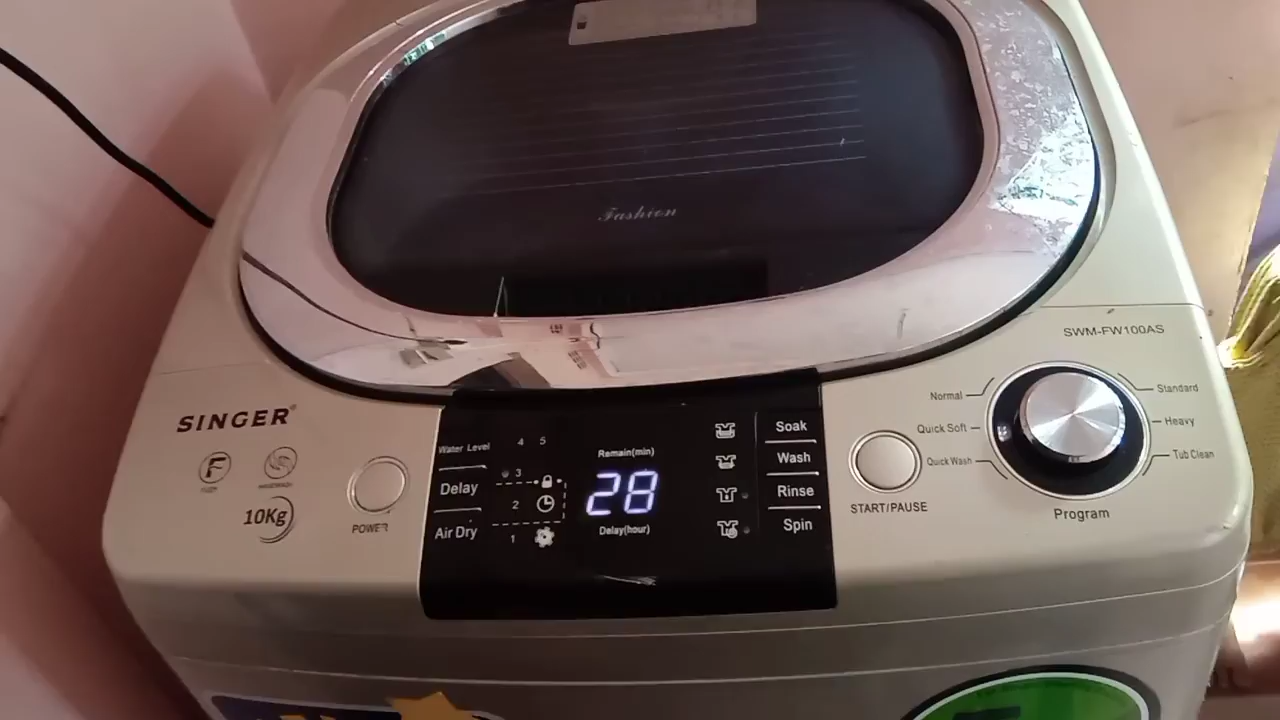 Fashion
SWM-FW100AS
SINGER®
10Kg
POWER
Water Level
Delay
Air Dry
4 5
3
2
1
Remain(min)
28
Delay(hour)
Soak
Wash
Rinse
Spin
START/PAUSE
Normal
Quick Soft
Quick Wash
Standard
Heavy
Tub Clean
Program